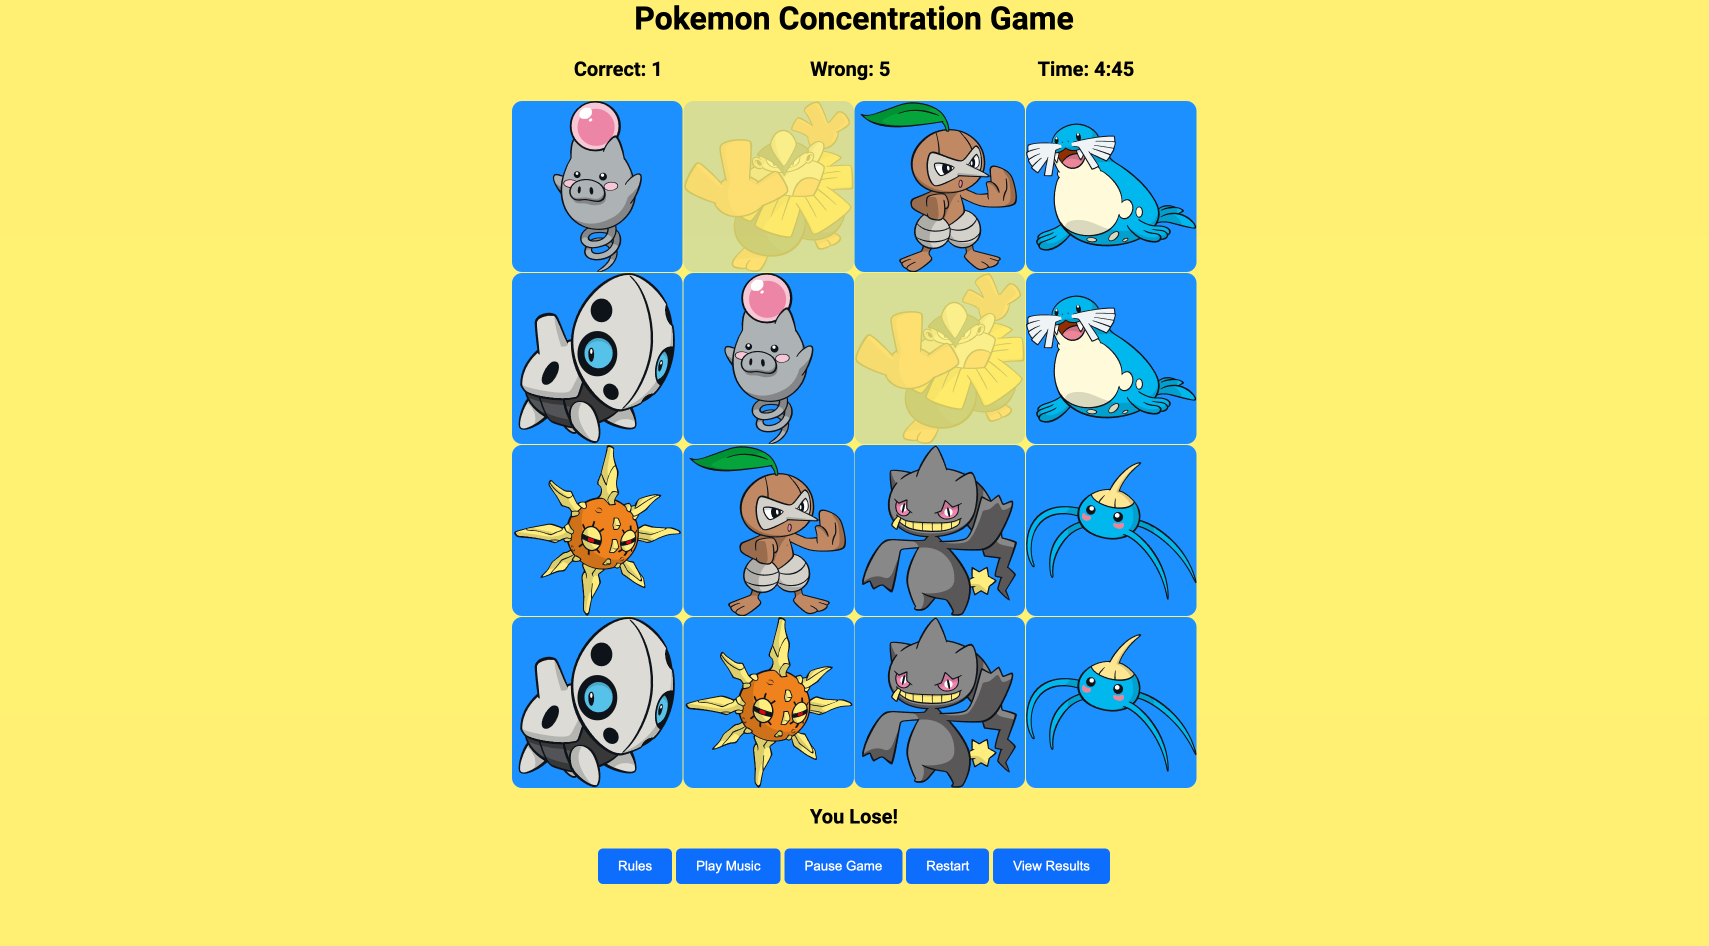 Pokemon Concentration Game
Correct: 1 Wrong: 5 Time: 4:45
You Lose!
Rules Play Music Pause Game Restart View Results